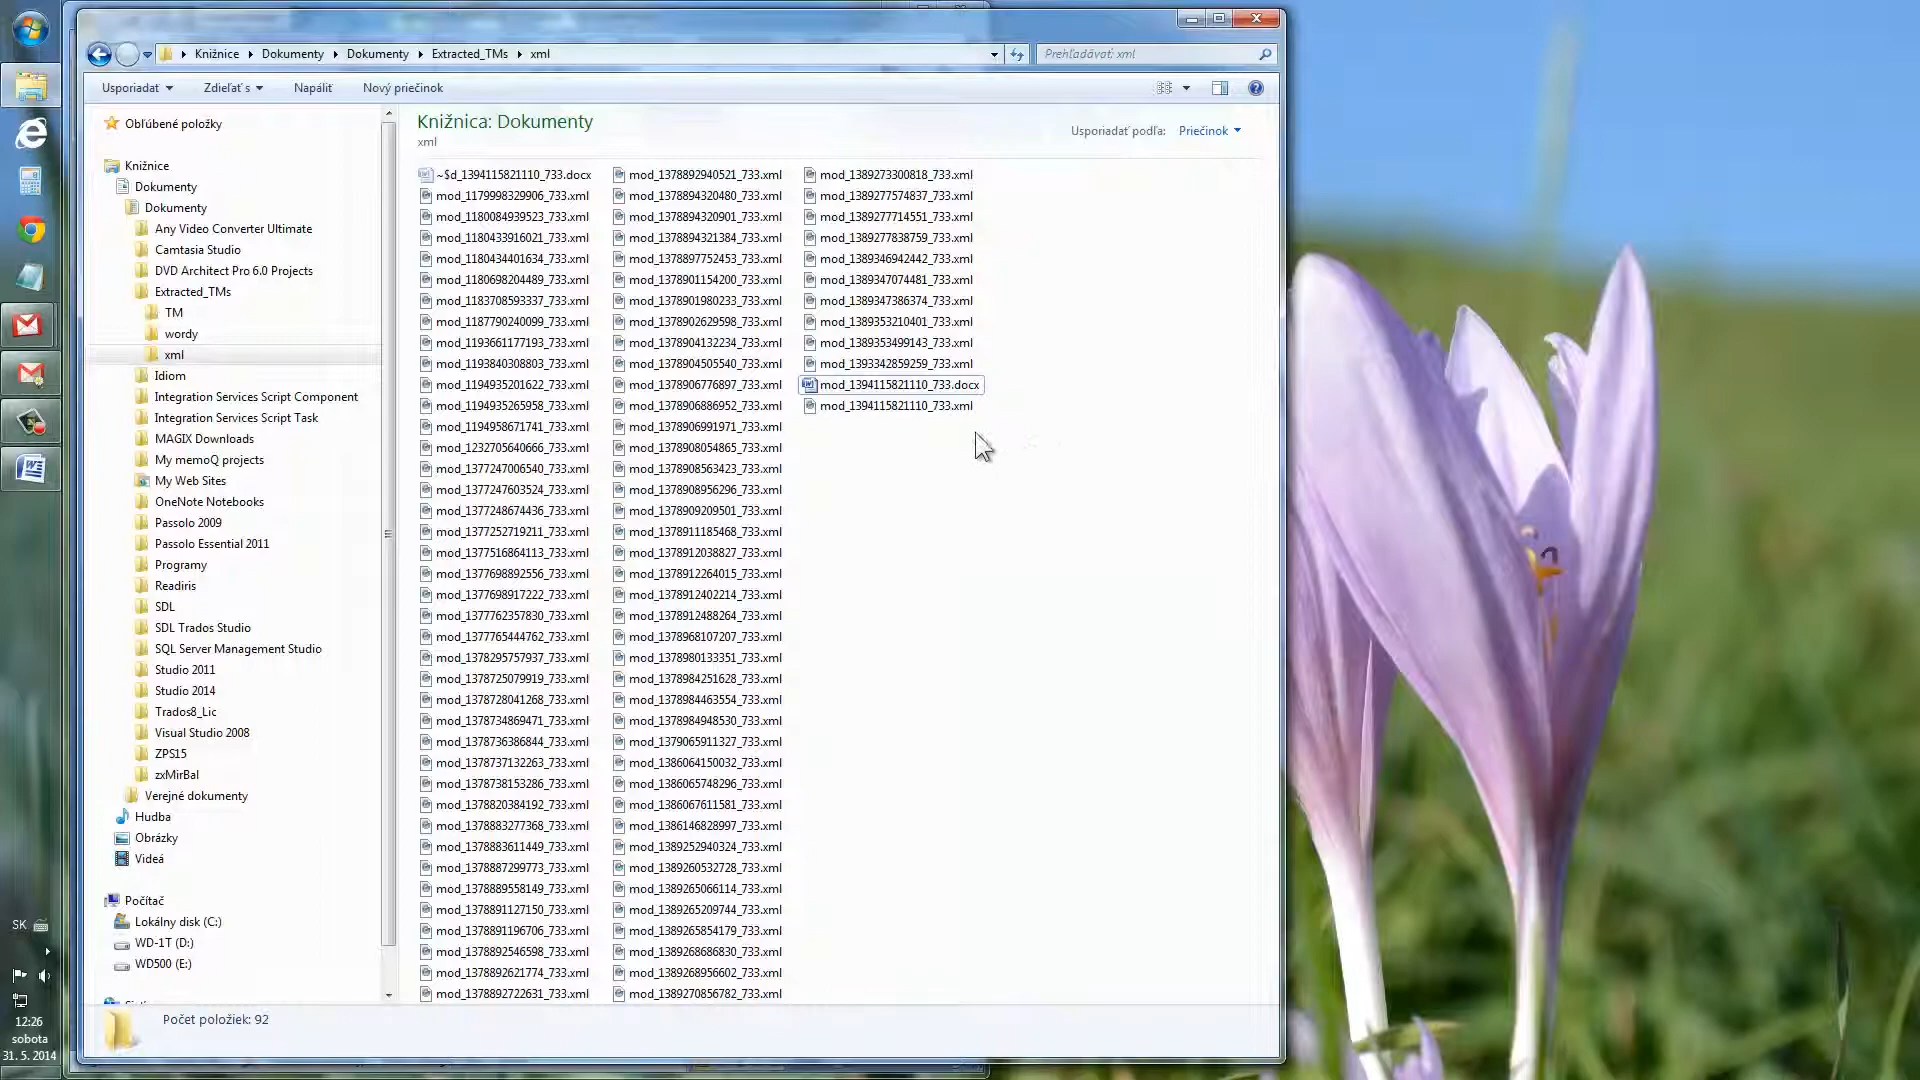 Knižnice
Dokumenty
Dokumenty
Extracted_TMs
xml
Prehľadávať: xml
Usporiadať
Zdieľať s
Napáliť
Nový priečinok
Obľúbené položky
Knižnice
Dokumenty
Dokumenty
Any Video Converter Ultimate
Camtasia Studio
DVD Architect Pro 6.0 Projects
Extracted_TMs
TM
wordy
xml
Idiom
Integration Services Script Component
Integration Services Script Task
MAGIX Downloads
My memoQ projects
My Web Sites
OneNote Notebooks
Passolo 2009
Passolo Essential 2011
Programy
Readiris
SDL
SDL Trados Studio
SQL Server Management Studio
Studio 2011
Studio 2014
Trados8_Lic
Visual Studio 2008
ZPS15
zxMirBal
Verejné dokumenty
Hudba
Obrázky
Videá
Počítač
Lokálny disk (C:)
WD-1T (D:)
WD500 (E:)
Knižnica: Dokumenty
xml
Usporiadať podľa:
Priečinok
~$d_1394115821110_733.docx
mod_1179998329906_733.xml
mod_1180084939523_733.xml
mod_1180433916021_733.xml
mod_1180434401634_733.xml
mod_1180698204489_733.xml
mod_1183708593337_733.xml
mod_1187790240099_733.xml
mod_1193661177193_733.xml
mod_1193840308803_733.xml
mod_1194935201622_733.xml
mod_1194935265958_733.xml
mod_1194958671741_733.xml
mod_1232705640666_733.xml
mod_1377247006540_733.xml
mod_1377247603524_733.xml
mod_1377248674436_733.xml
mod_1377252719211_733.xml
mod_1377516864113_733.xml
mod_1377698892556_733.xml
mod_1377698917222_733.xml
mod_1377762357830_733.xml
mod_1377765444762_733.xml
mod_1378295757937_733.xml
mod_1378725079919_733.xml
mod_1378728041268_733.xml
mod_1378734869471_733.xml
mod_1378736386844_733.xml
mod_1378737132263_733.xml
mod_1378738153286_733.xml
mod_1378820384192_733.xml
mod_1378883277368_733.xml
mod_1378883611449_733.xml
mod_1378887299773_733.xml
mod_1378889558149_733.xml
mod_1378891127150_733.xml
mod_1378891196706_733.xml
mod_1378892546598_733.xml
mod_1378892621774_733.xml
mod_1378892722631_733.xml
mod_1378892940521_733.xml
mod_1378894320480_733.xml
mod_1378894320901_733.xml
mod_1378894321384_733.xml
mod_1378897752453_733.xml
mod_1378901154200_733.xml
mod_1378901980233_733.xml
mod_1378902629598_733.xml
mod_1378904132234_733.xml
mod_1378904505540_733.xml
mod_1378906776897_733.xml
mod_1378906886952_733.xml
mod_1378906991971_733.xml
mod_1378908054865_733.xml
mod_1378908563423_733.xml
mod_1378908956296_733.xml
mod_1378909209501_733.xml
mod_1378911185468_733.xml
mod_1378912038827_733.xml
mod_1378912264015_733.xml
mod_1378912402214_733.xml
mod_1378912488264_733.xml
mod_1378968107207_733.xml
mod_1378980133351_733.xml
mod_1378984251628_733.xml
mod_1378984463554_733.xml
mod_1378984948530_733.xml
mod_1379065911327_733.xml
mod_1386064150032_733.xml
mod_1386065748296_733.xml
mod_1386067611581_733.xml
mod_1386146828997_733.xml
mod_1389252940324_733.xml
mod_1389260532728_733.xml
mod_1389265066114_733.xml
mod_1389265209744_733.xml
mod_1389265854179_733.xml
mod_1389268686830_733.xml
mod_1389268956602_733.xml
mod_1389270856782_733.xml
mod_1389273300818_733.xml
mod_1389277574837_733.xml
mod_1389277714551_733.xml
mod_1389277838759_733.xml
mod_1389346942442_733.xml
mod_1389347074481_733.xml
mod_1389347386374_733.xml
mod_1389353210401_733.xml
mod_1389353499143_733.xml
mod_1393342859259_733.xml
mod_1394115821110_733.docx
mod_1394115821110_733.xml
Počet položiek: 92
SK
12:26
sobota
31. 5. 2014